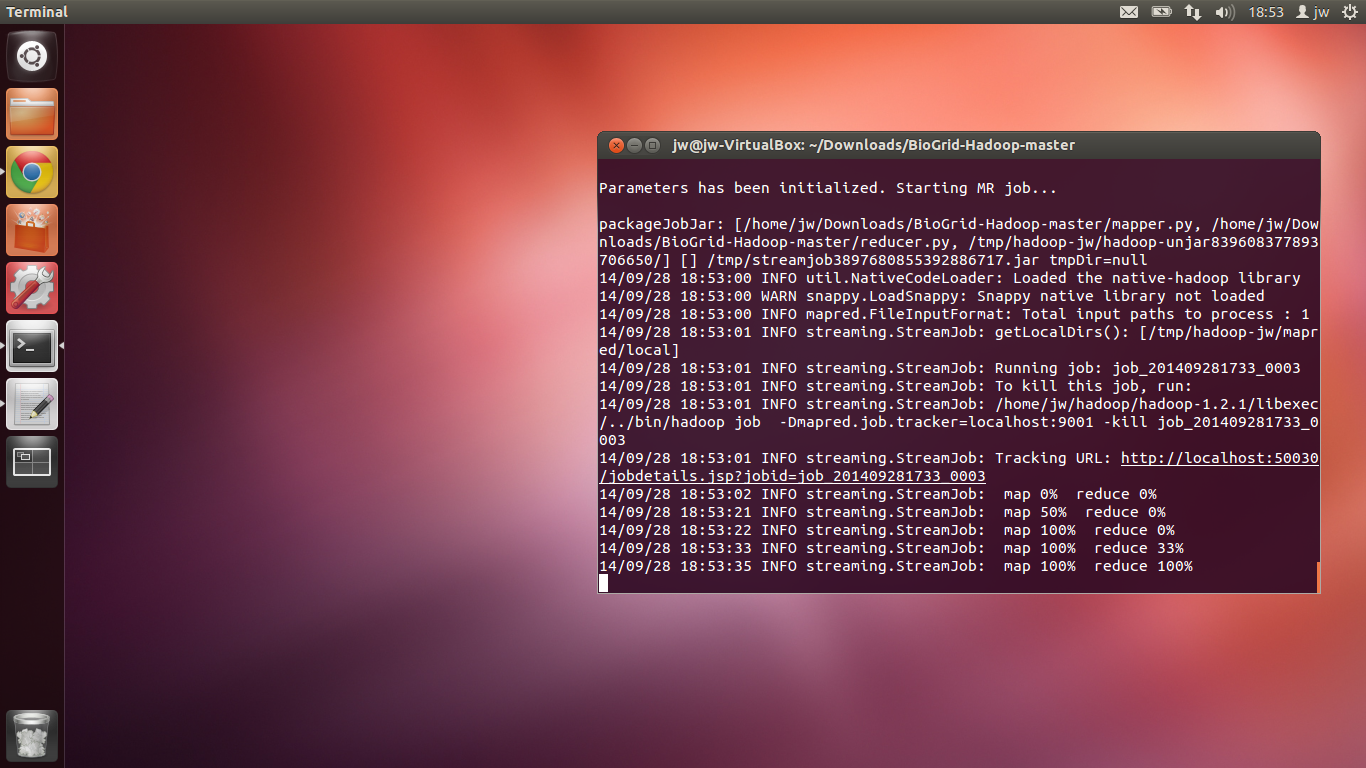 Terminal
18:53 jw
jw@jw-VirtualBox: ~/Downloads/BioGrid-Hadoop-master
Parameters has been initialized. Starting MR job...
packageJobJar: [/home/jw/Downloads/BioGrid-Hadoop-master/mapper.py, /home/jw/Dow
nloads/BioGrid-Hadoop-master/reducer.py, /tmp/hadoop-jw/hadoop-unjar839608377893
706650/] [] /tmp/streamjob3897680855392886717.jar tmpDir=null
14/09/28 18:53:00 INFO util.NativeCodeLoader: Loaded the native-hadoop library
14/09/28 18:53:00 WARN snappy.LoadSnappy: Snappy native library not loaded
14/09/28 18:53:00 INFO mapred.FileInputFormat: Total input paths to process : 1
14/09/28 18:53:01 INFO streaming.StreamJob: getLocalDirs(): [/tmp/hadoop-jw/mapr
ed/local]
14/09/28 18:53:01 INFO streaming.StreamJob: Running job: job_201409281733_0003
14/09/28 18:53:01 INFO streaming.StreamJob: To kill this job, run:
14/09/28 18:53:01 INFO streaming.StreamJob: /home/jw/hadoop/hadoop-1.2.1/libexec
/../bin/hadoop job  -Dmapred.job.tracker=localhost:9001 -kill job_201409281733_0
003
14/09/28 18:53:01 INFO streaming.StreamJob: Tracking URL: http://localhost:50030
/jobdetails.jsp?jobid=job_201409281733_0003
14/09/28 18:53:02 INFO streaming.StreamJob:  map 0%  reduce 0%
14/09/28 18:53:21 INFO streaming.StreamJob:  map 50%  reduce 0%
14/09/28 18:53:22 INFO streaming.StreamJob:  map 100%  reduce 0%
14/09/28 18:53:33 INFO streaming.StreamJob:  map 100%  reduce 33%
14/09/28 18:53:35 INFO streaming.StreamJob:  map 100%  reduce 100%